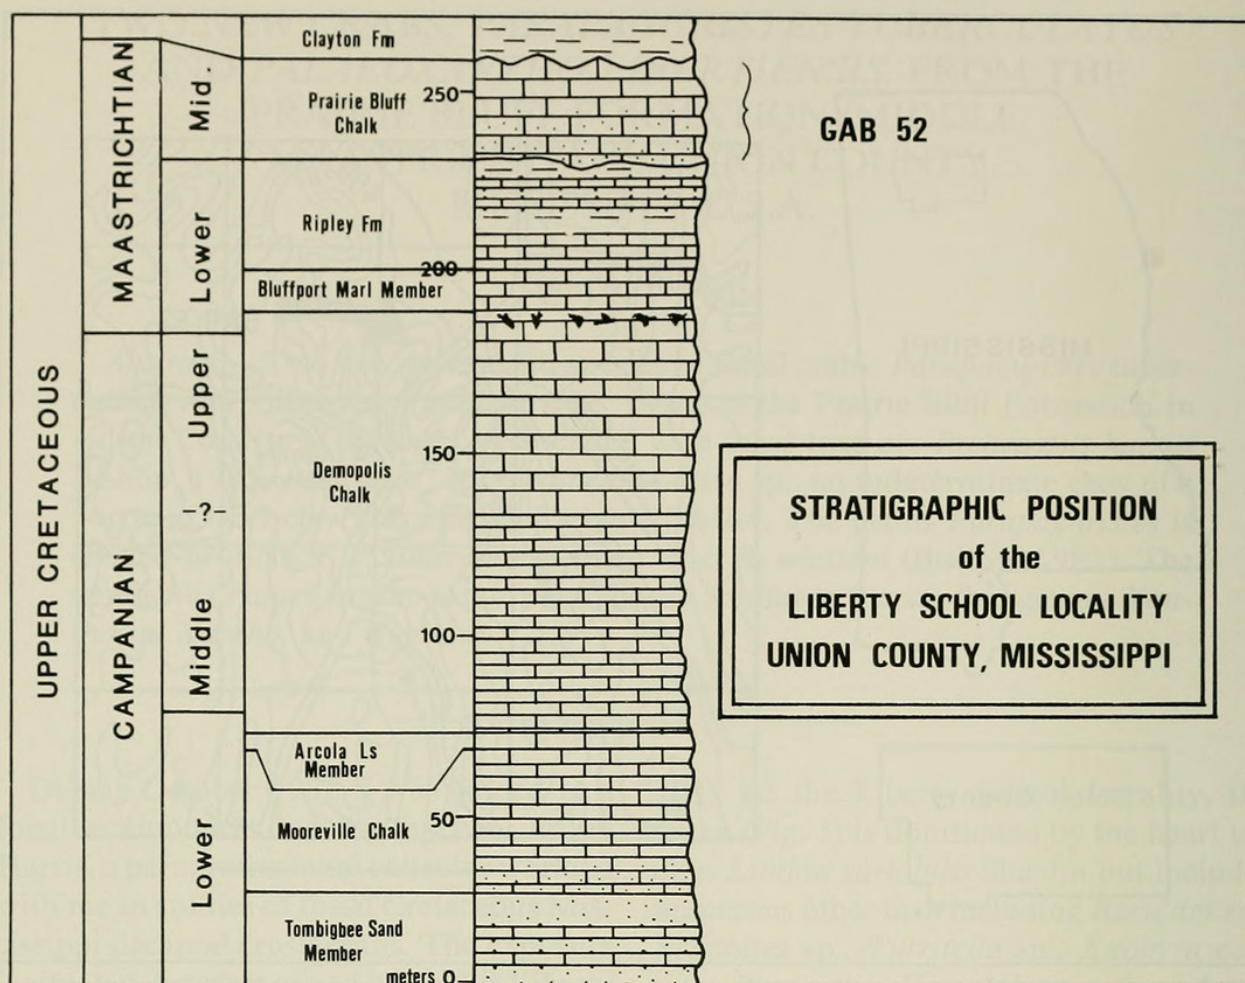 Clayton Fm
Prairie Bluff
Chalk
Ripley Fm
Bluffport Marl Member
Demopolis
Chalk
Arcola Ls
Member
Mooreville Chalk
Tombigbee Sand
Member
UPPER CRETACEOUS
MAASTRICHTIAN
CAMPANIAN
Mid
Lower
Upper
–?–
Middle
Lower
250
200
150
100
50
meters 0
GAB 52
STRATIGRAPHIC POSITION
of the
LIBERTY SCHOOL LOCALITY
UNION COUNTY, MISSISSIPPI